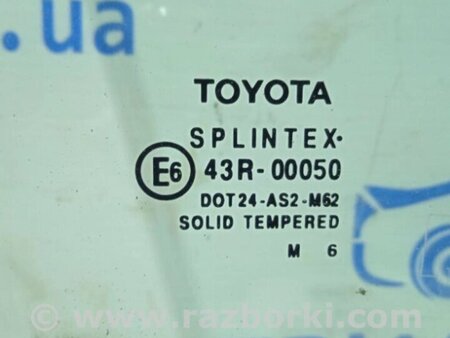 .ua
TOYOTA
SPLINTEX·
E6 43R-00050
DOT24-AS2-M62
SOLID TEMPERED
M 6
© www.razborki.com